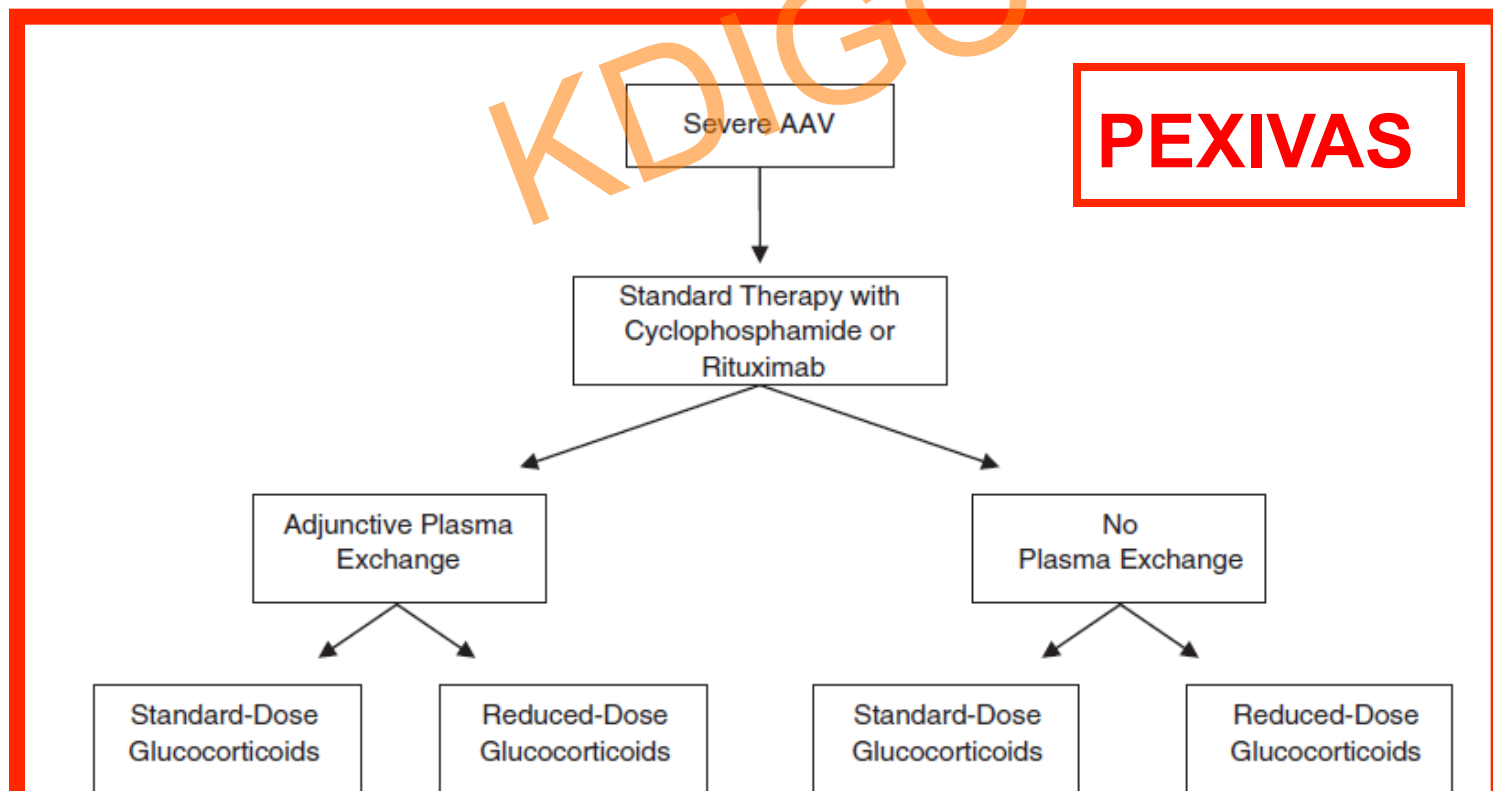 KDIGO
PEXIVAS
Severe AAV
Standard Therapy with
Cyclophosphamide or
Rituximab
Adjunctive Plasma
Exchange
No
Plasma Exchange
Standard-Dose
Glucocorticoids
Reduced-Dose
Glucocorticoids
Standard-Dose
Glucocorticoids
Reduced-Dose
Glucocorticoids